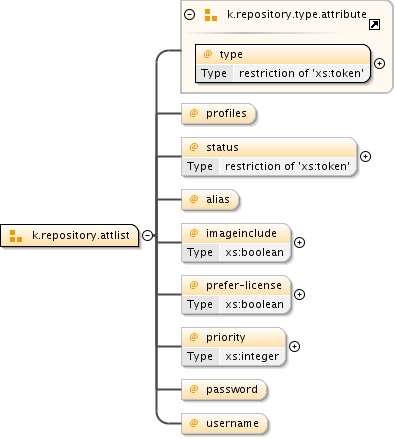 k.repository.type.attribute
@ type
Type restriction of 'xs:token'
@ profiles
@ status
Type restriction of 'xs:token'
@ alias
k.repository.attlist
@ imageinclude
Type xs:boolean
@ prefer-license
Type xs:boolean
@ priority
Type xs:integer
@ password
@ username